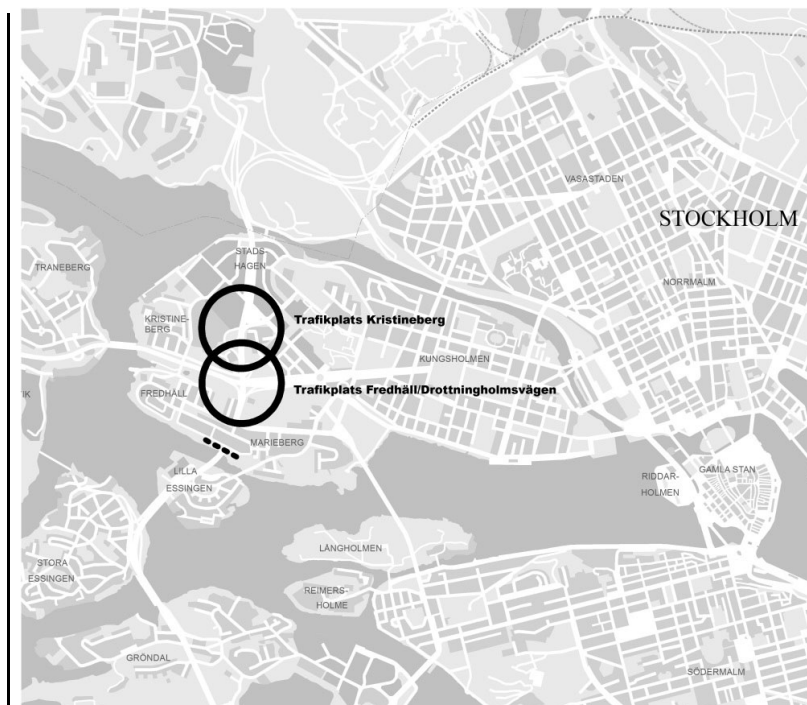 VASASTADEN
STOCKHOLM
STADS-
HAGEN
TRANEBERG
NORRMALM
KRISTINE-
BERG
Trafikplats Kristineberg
KUNGSHOLMEN
FREDHÄLL
Trafikplats Fredhäll/Drottningholmsvägen
IK
MARIEBERG
LILLA
ESSINGEN
RIDDAR-
HOLMEN
GAMLA STAN
LÅNGHOLMEN
STORA
ESSINGEN
REIMERS-
HOLME
GRÖNDAL
SÖDERMALM